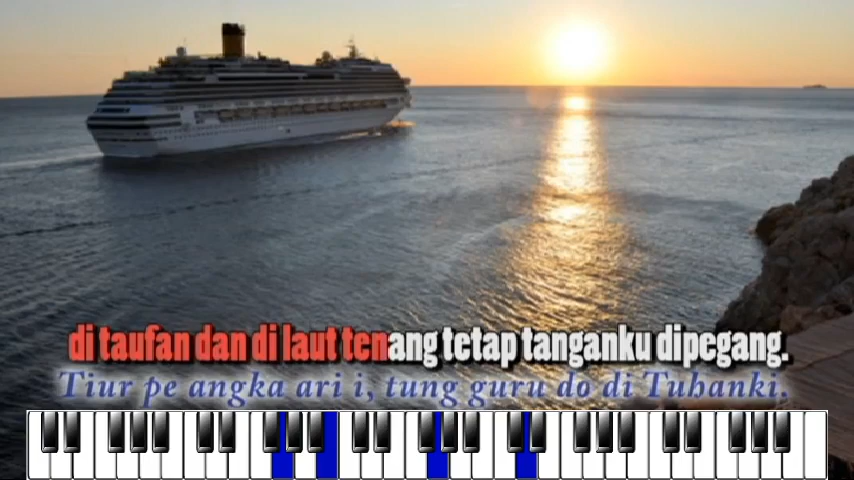 di taufan dan di laut tenang tetap tanganku dipegang.
Tiur pe angka ari i, tung guru do di Tuhanki,